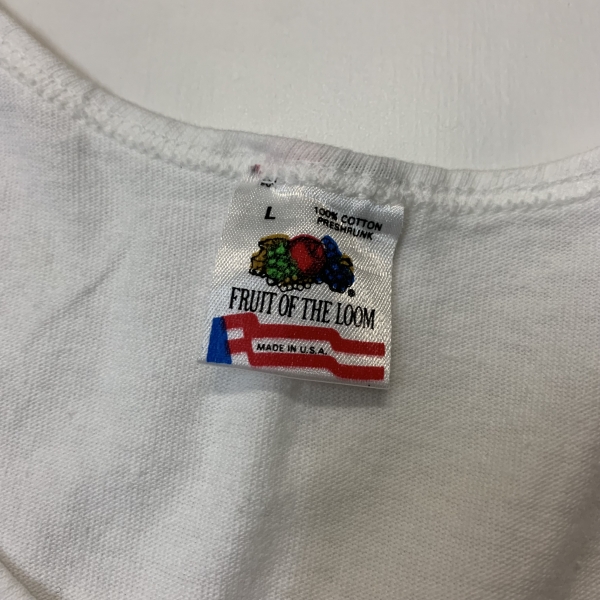 L
100% COTTON
PRESHRUNK
®
FRUIT OF THE LOOM
MADE IN U.S.A.